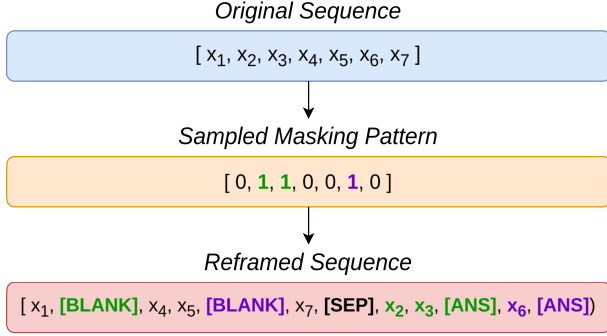 Original Sequence
[ x₁, x₂, x₃, x₄, x₅, x₆, x₇ ]
Sampled Masking Pattern
[ 0, 1, 1, 0, 0, 1, 0 ]
Reframed Sequence
[ x₁, [BLANK], x₄, x₅, [BLANK], x₇, [SEP], x₂, x₃, [ANS], x₆, [ANS])